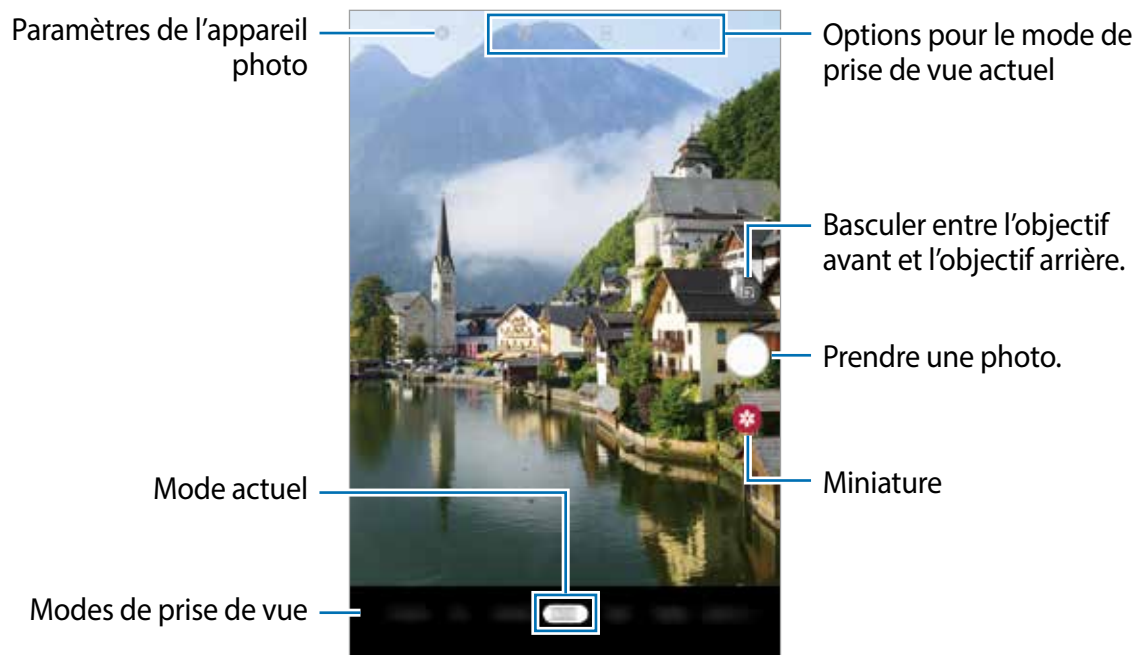 Paramètres de l’appareil
photo
Options pour le mode de
prise de vue actuel
Basculer entre l’objectif
avant et l’objectif arrière.
Prendre une photo.
Miniature
Mode actuel
Modes de prise de vue